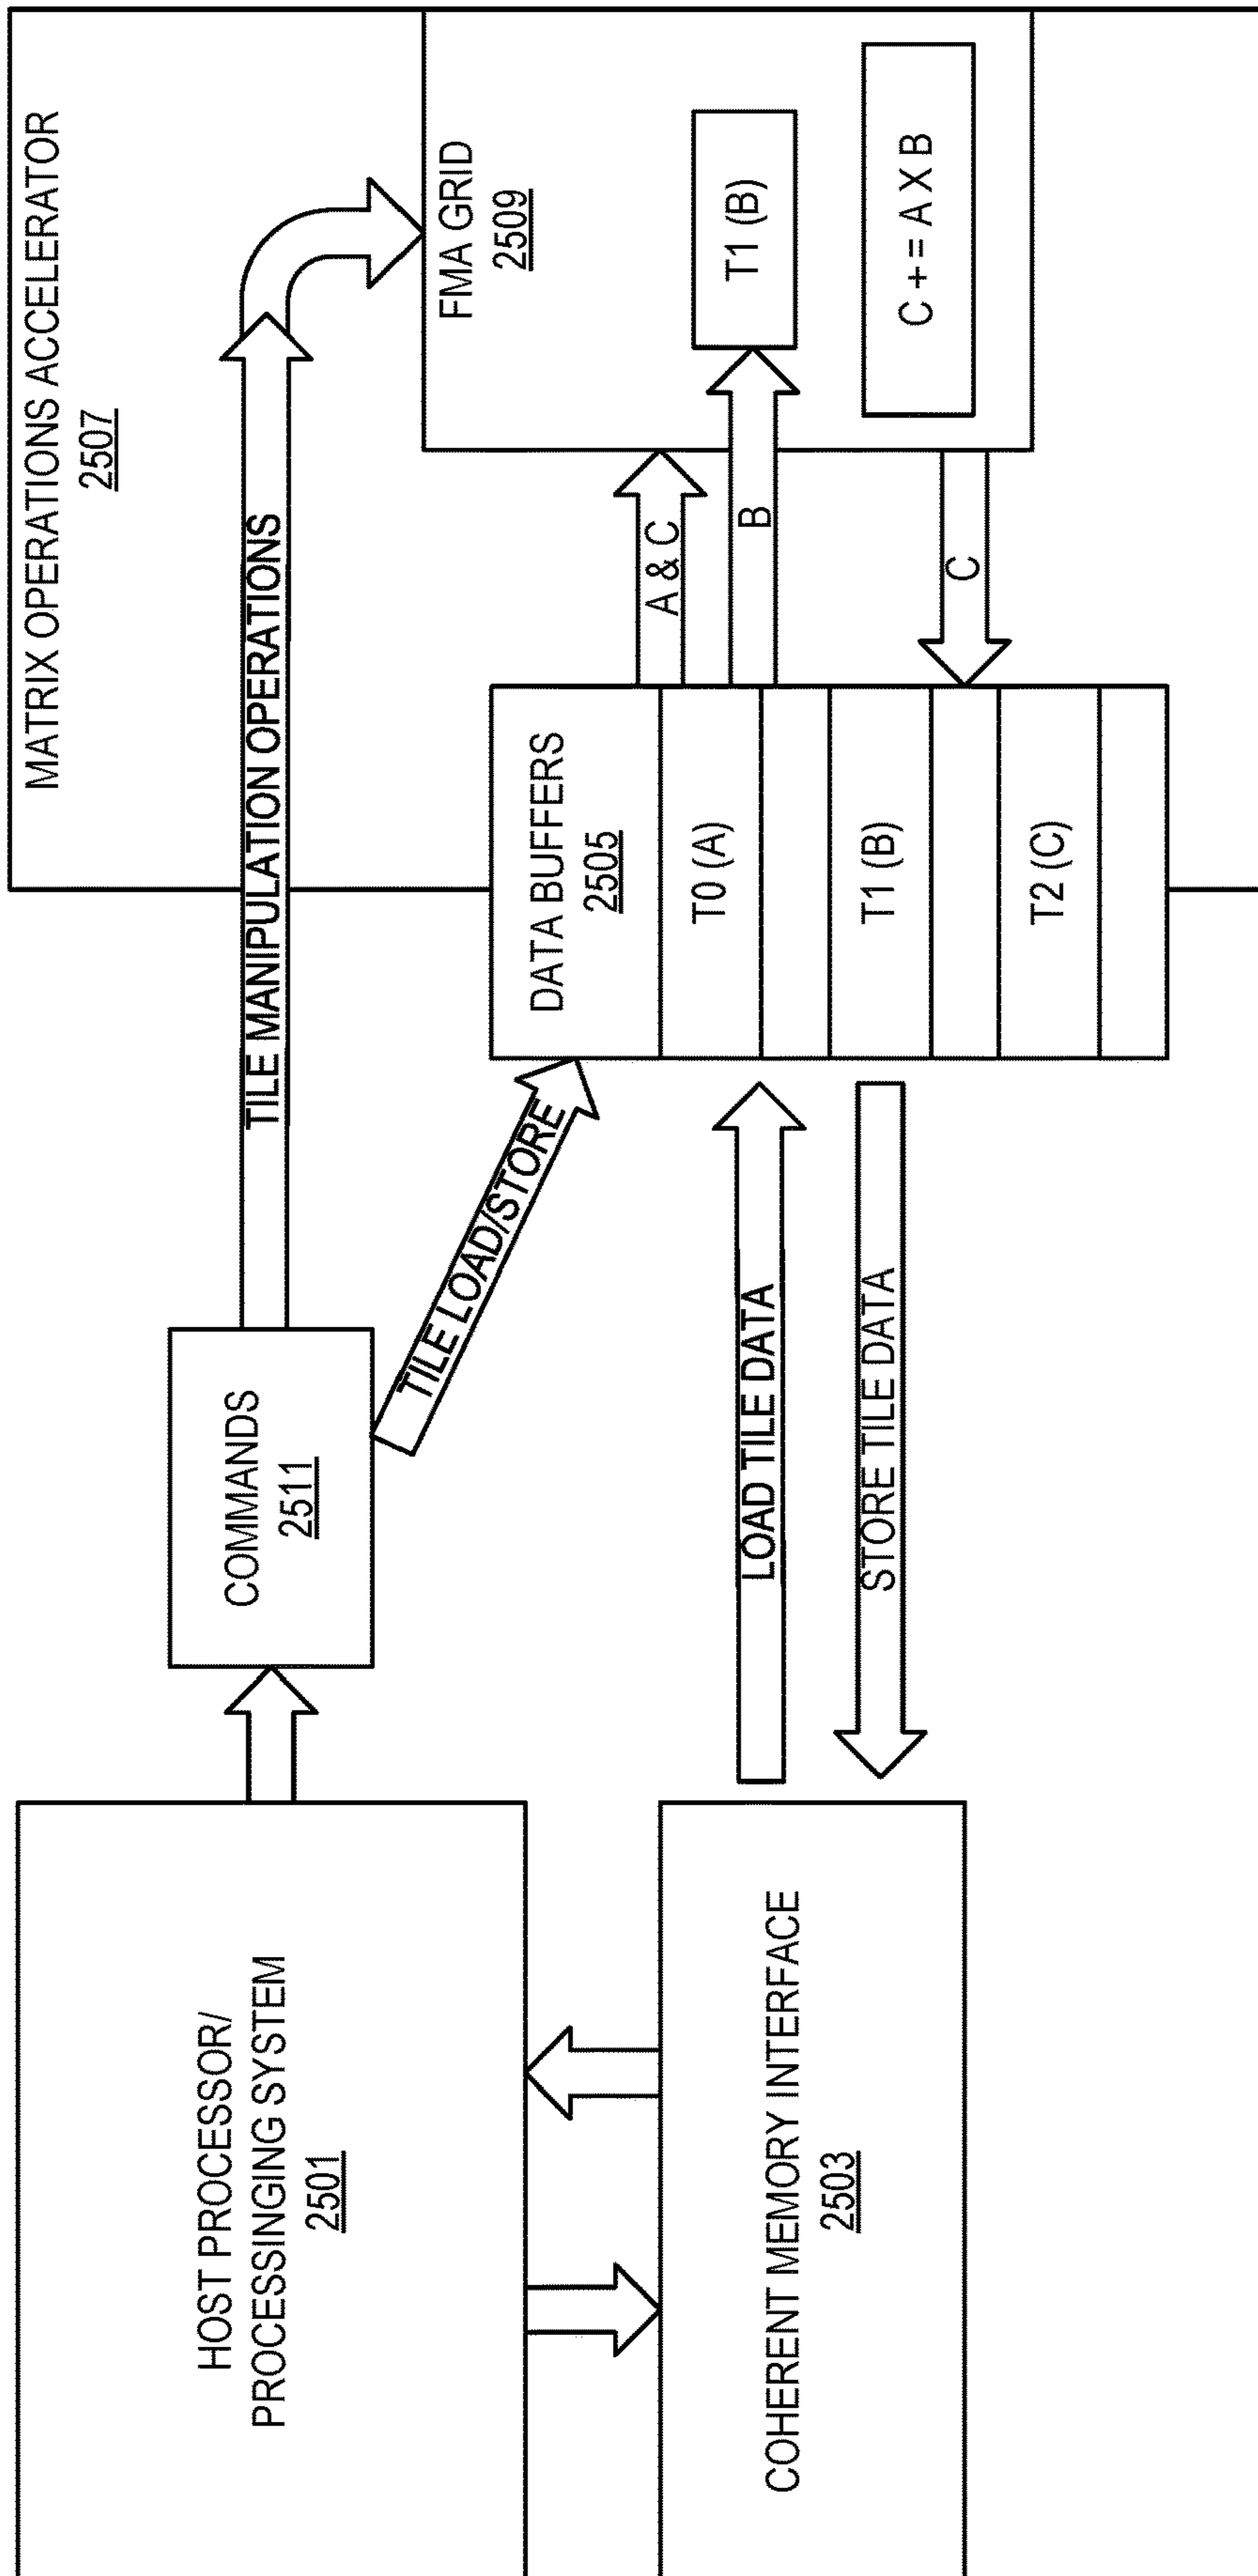 HOST PROCESSOR/
PROCESSINGING SYSTEM
2501
COHERENT MEMORY INTERFACE
2503
COMMANDS
2511
TILE MANIPULATION OPERATIONS
TILE LOAD/STORE
LOAD TILE DATA
STORE TILE DATA
DATA BUFFERS
2505
T0 (A)
T1 (B)
T2 (C)
MATRIX OPERATIONS ACCELERATOR
2507
A & C
B
C
FMA GRID
2509
T1 (B)
C + = A X B